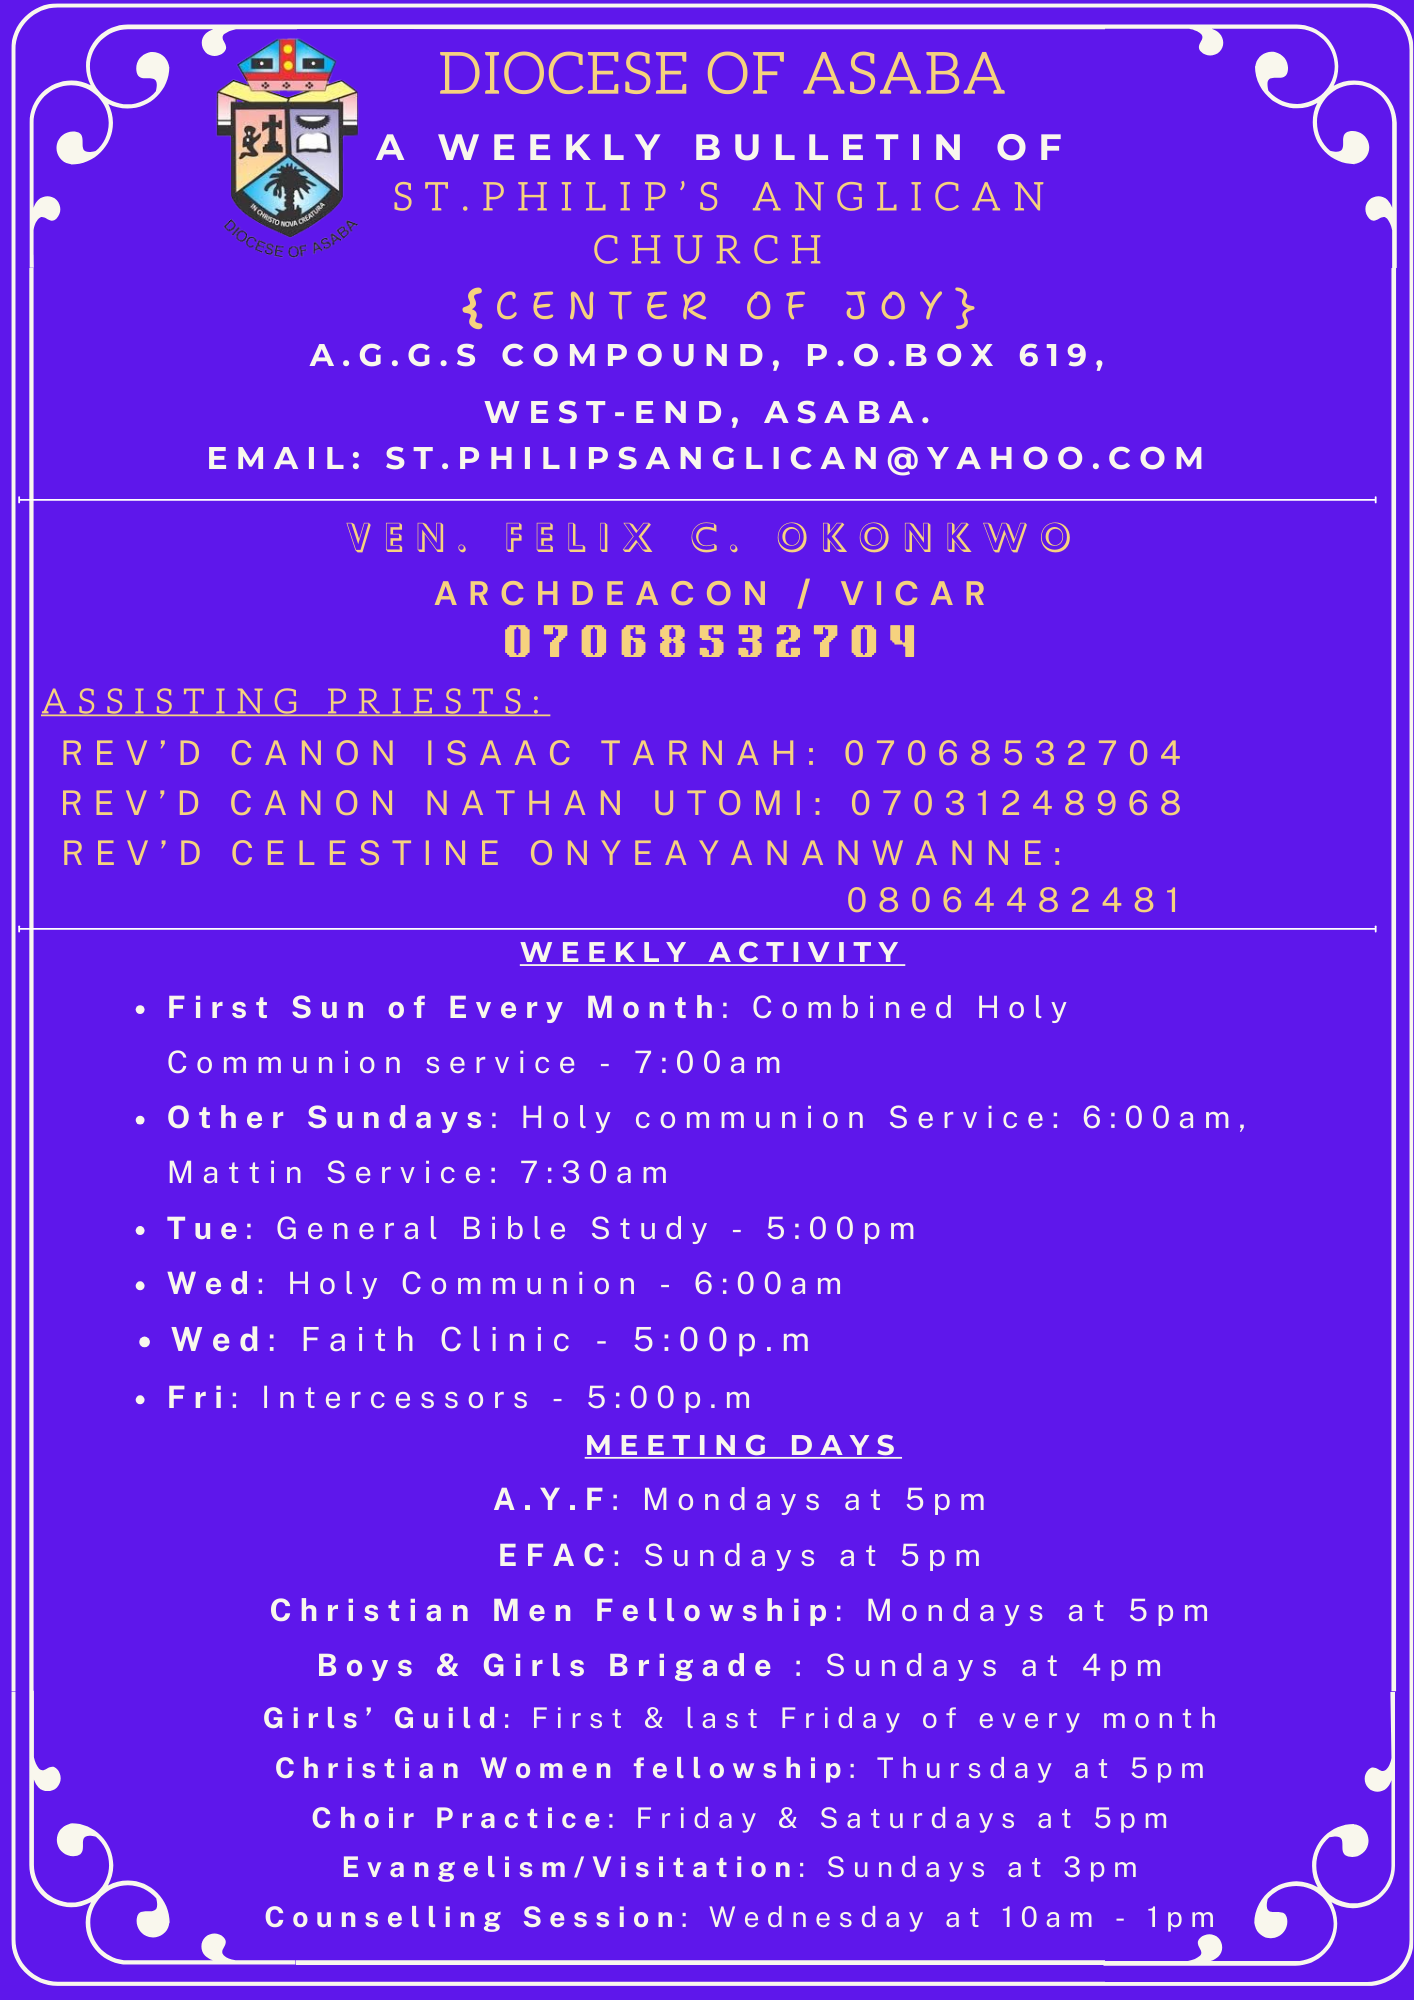 DIOCESE OF ASABA
A WEEKLY BULLETIN OF
ST.PHILIP'S ANGLICAN
CHURCH
{CENTER OF JOY}
A.G.G.S COMPOUND, P.O.BOX 619,
WEST-END, ASABA.
EMAIL: ST.PHILIPSANGLICAN@YAHOO.COM
IN CHRISTO NOVA CREATURA
DIOCESE OF ASABA
VEN. FELIX C. OKONKWO
ARCHDEACON / VICAR
07068532704
ASSISTING PRIESTS:
REV'D CANON ISAAC TARNAH: 07068532704
REV'D CANON NATHAN UTOMI: 07031248968
REV'D CELESTINE ONYEAYANANWANNE:
08064482481
WEEKLY ACTIVITY
• First Sun of Every Month: Combined Holy
Communion service - 7:00am
• Other Sundays: Holy communion Service: 6:00am,
Mattin Service: 7:30am
• Tue: General Bible Study - 5:00pm
• Wed: Holy Communion - 6:00am
• Wed: Faith Clinic - 5:00p.m
• Fri: Intercessors - 5:00p.m
MEETING DAYS
A.Y.F: Mondays at 5pm
EFAC: Sundays at 5pm
Christian Men Fellowship: Mondays at 5pm
Boys & Girls Brigade : Sundays at 4pm
Girls' Guild: First & last Friday of every month
Christian Women fellowship: Thursday at 5pm
Choir Practice: Friday & Saturdays at 5pm
Evangelism/Visitation: Sundays at 3pm
Counselling Session: Wednesday at 10am - 1pm